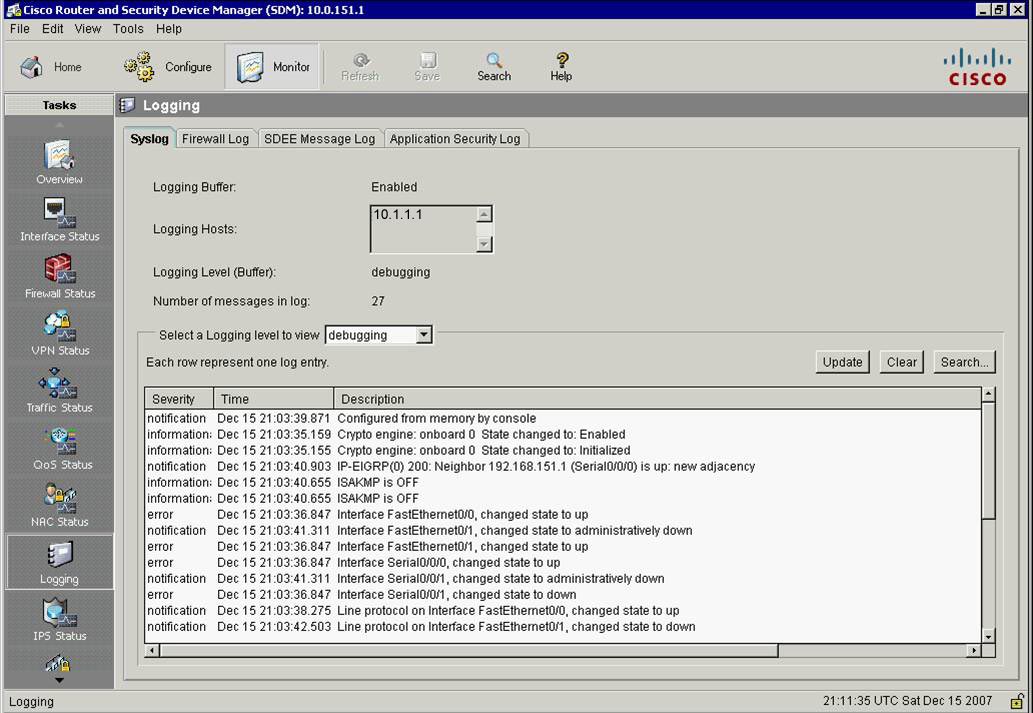 Cisco Router and Security Device Manager (SDM): 10.0.151.1
File Edit View Tools Help
Home Configure Monitor Refresh Save Search Help
CISCO
Tasks
Logging
Syslog Firewall Log SDEE Message Log Application Security Log
Overview
Interface Status
Firewall Status
VPN Status
Traffic Status
QoS Status
NAC Status
Logging
IPS Status
Logging Buffer: Enabled
Logging Hosts: 10.1.1.1
Logging Level (Buffer): debugging
Number of messages in log: 27
Select a Logging level to view debugging
Each row represent one log entry.
Update Clear Search...
Severity Time Description
notification Dec 15 21:03:39.871 Configured from memory by console
information: Dec 15 21:03:35.159 Crypto engine: onboard 0 State changed to: Enabled
information: Dec 15 21:03:35.155 Crypto engine: onboard 0 State changed to: Initialized
notification Dec 15 21:03:40.903 IP-EIGRP(0) 200: Neighbor 192.168.151.1 (Serial0/0/0) is up: new adjacency
information: Dec 15 21:03:40.655 ISAKMP is OFF
information: Dec 15 21:03:40.655 ISAKMP is OFF
error Dec 15 21:03:36.847 Interface FastEthernet0/0, changed state to up
notification Dec 15 21:03:41.311 Interface FastEthernet0/1, changed state to administratively down
error Dec 15 21:03:36.847 Interface FastEthernet0/1, changed state to up
error Dec 15 21:03:36.847 Interface Serial0/0/0, changed state to up
notification Dec 15 21:03:41.311 Interface Serial0/0/1, changed state to administratively down
error Dec 15 21:03:36.847 Interface Serial0/0/1, changed state to down
notification Dec 15 21:03:38.275 Line protocol on Interface FastEthernet0/0, changed state to up
notification Dec 15 21:03:42.503 Line protocol on Interface FastEthernet0/1, changed state to down
Logging
21:11:35 UTC Sat Dec 15 2007